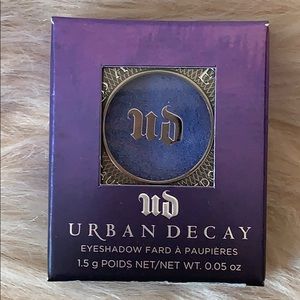 ud
ud
URBAN DECAY
EYESHADOW FARD À PAUPIÈRES
1.5 g POIDS NET/NET WT. 0.05 oz